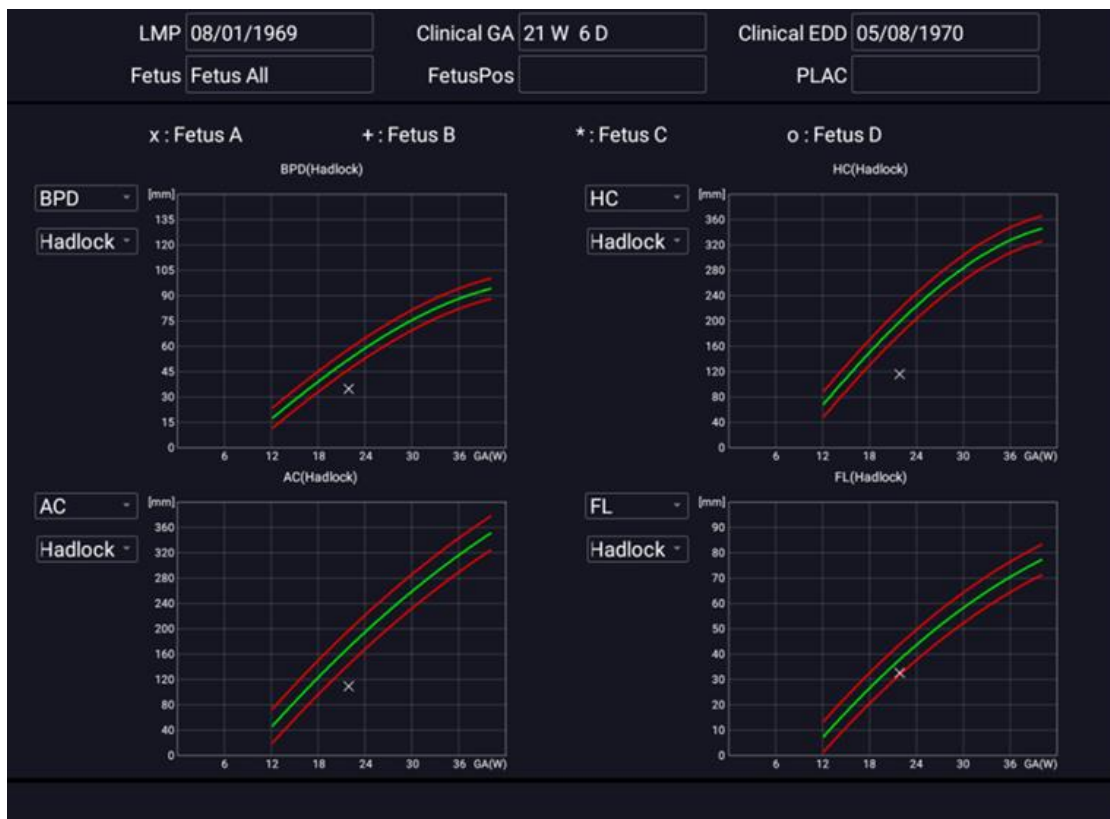 LMP 08/01/1969 Clinical GA 21 W 6 D Clinical EDD 05/08/1970
Fetus Fetus All FetusPos PLAC
x : Fetus A + : Fetus B * : Fetus C o : Fetus D
BPD(Hadlock)
BPD
Hadlock
[mm]
135
120
105
90
75
60
45
30
15
0
6 12 18 24 30 36 GA(W)
HC(Hadlock)
HC
Hadlock
[mm]
360
320
280
240
200
160
120
80
40
0
6 12 18 24 30 36 GA(W)
AC(Hadlock)
AC
Hadlock
[mm]
360
320
280
240
200
160
120
80
40
0
6 12 18 24 30 36 GA(W)
FL(Hadlock)
FL
Hadlock
[mm]
90
80
70
60
50
40
30
20
10
0
6 12 18 24 30 36 GA(W)